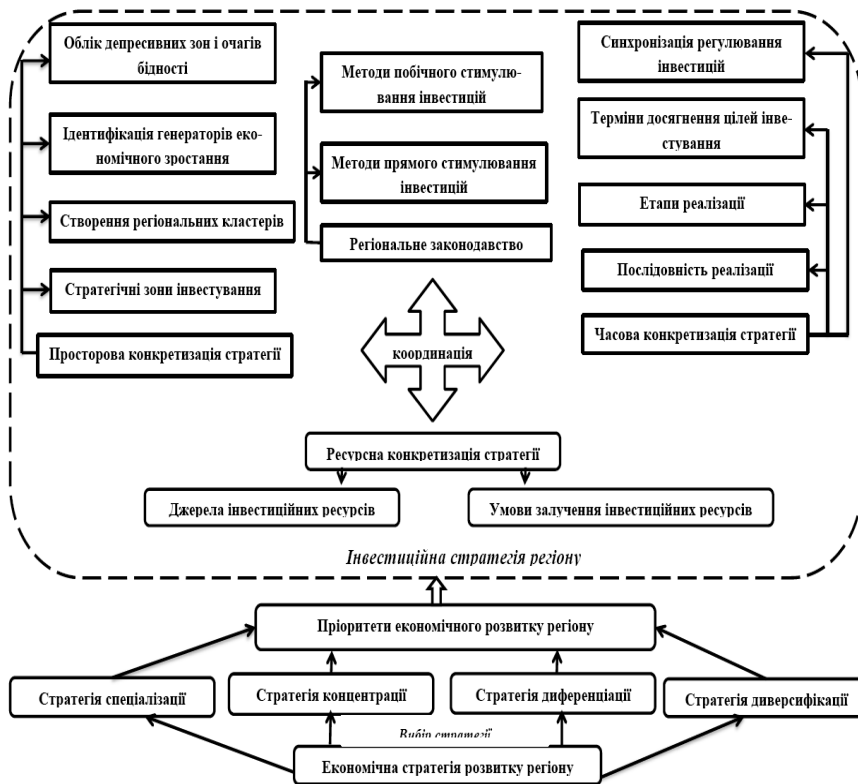 Облік депресивних зон і очагів
бідності
Ідентифікація генераторів еко-
номічного зростання
Створення регіональних кластерів
Стратегічні зони інвестування
Просторова конкретизація стратегії
Методи побічного стимулю-
вання інвестицій
Методи прямого стимулювання
інвестицій
Регіональне законодавство
Синхронізація регулювання
інвестицій
Терміни досягнення цілей інве-
стування
Етапи реалізації
Послідовність реалізації
Часова конкретизація стратегії
координація
Ресурсна конкретизація стратегії
Джерела інвестиційних ресурсів
Умови залучення інвестиційних ресурсів
Інвестиційна стратегія регіону
Пріоритети економічного розвитку регіону
Стратегія спеціалізації
Стратегія концентрації
Стратегія диференціації
Стратегія диверсифікації
Вибір стратегії
Економічна стратегія розвитку регіону